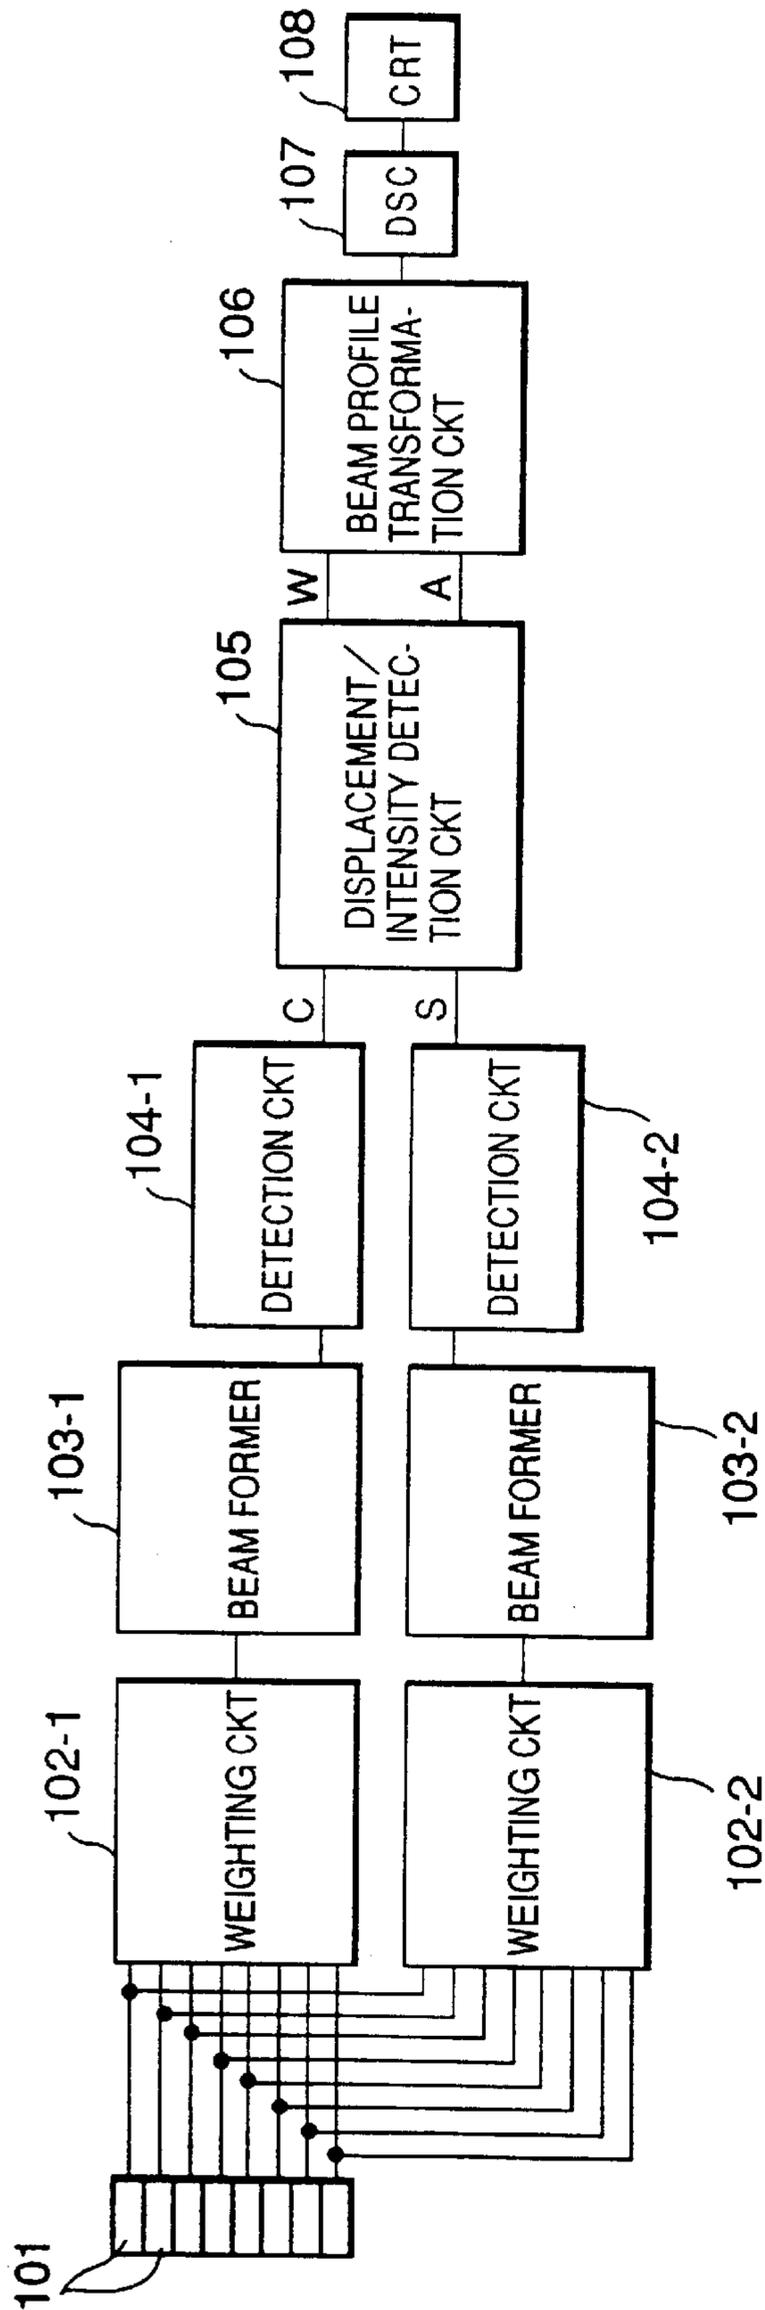 101
102-1
WEIGHTING CKT
WEIGHTING CKT
102-2
103-1
BEAM FORMER
BEAM FORMER
103-2
104-1
DETECTION CKT
DETECTION CKT
104-2
C
S
105
DISPLACEMENT/
INTENSITY DETEC-
TION CKT
W
A
106
BEAM PROFILE
TRANSFORMA-
TION CKT
107
DSC
108
CRT